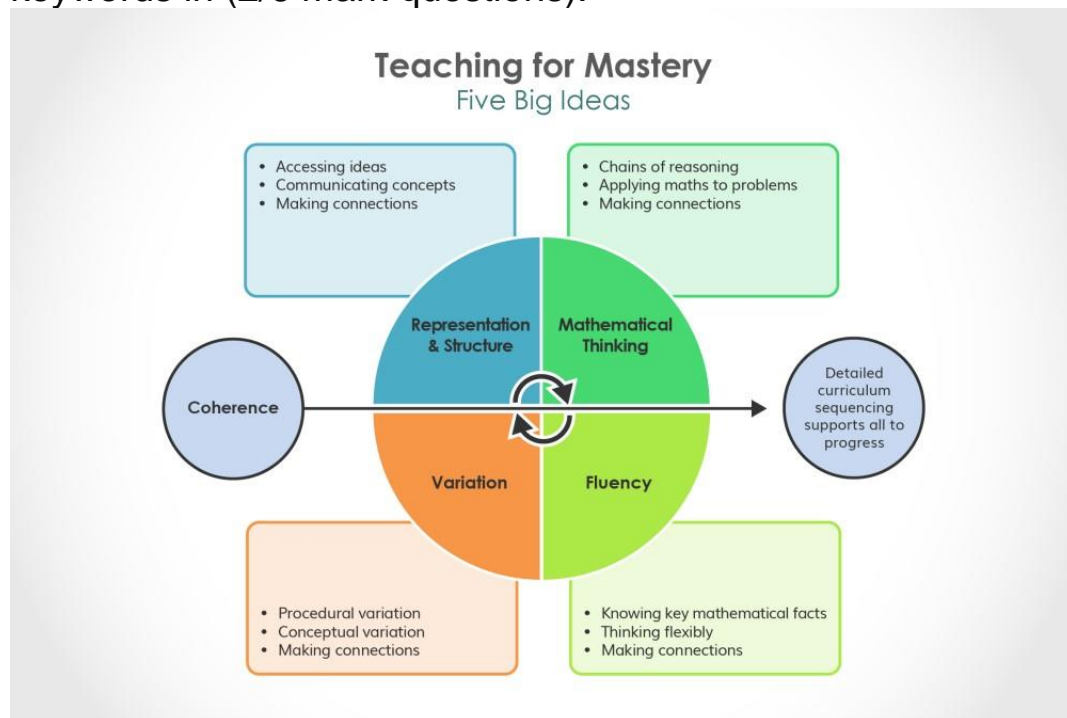 Teaching for Mastery
Five Big Ideas
• Accessing ideas
• Communicating concepts
• Making connections
• Chains of reasoning
• Applying maths to problems
• Making connections
Representation
& Structure
Mathematical
Thinking
Coherence
Detailed
curriculum
sequencing
supports all to
progress
Variation
Fluency
• Procedural variation
• Conceptual variation
• Making connections
• Knowing key mathematical facts
• Thinking flexibly
• Making connections